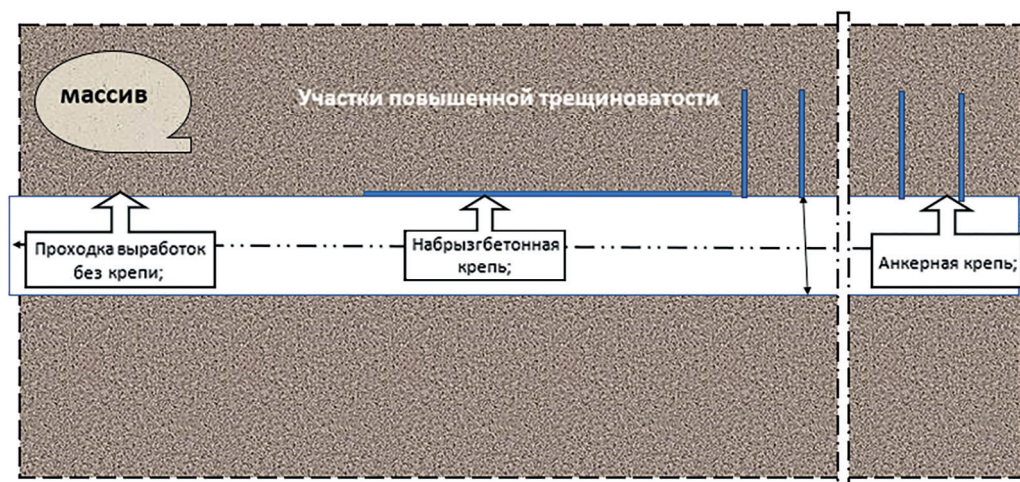 массив
Участки повышенной трещиноватости
Проходка выработок
без крепи;
Набрызгбетонная
крепь;
Анкерная крепь;